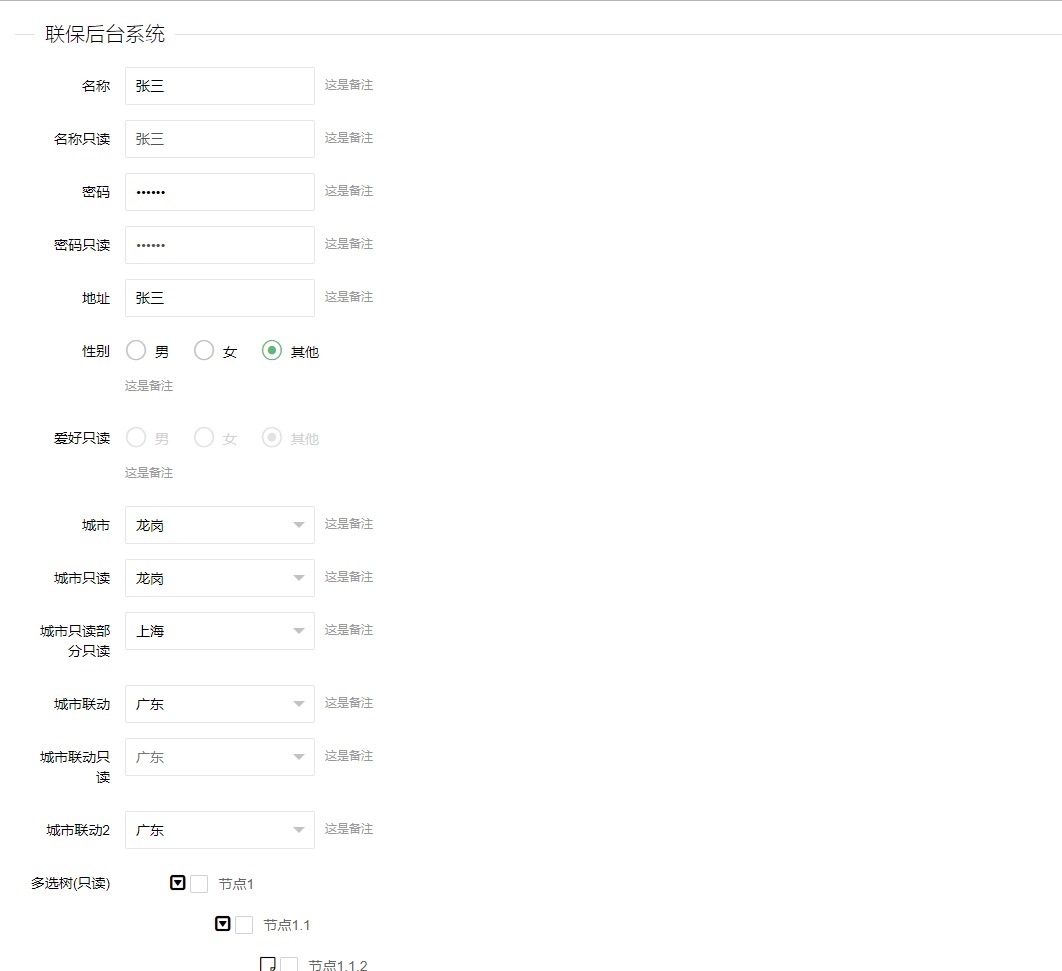 联保后台系统
名称 张三 这是备注
名称只读 张三 这是备注
密码 •••••• 这是备注
密码只读 •••••• 这是备注
地址 张三 这是备注
性别 男 女 其他
这是备注
爱好只读 男 女 其他
这是备注
城市 龙岗 这是备注
城市只读 龙岗 这是备注
城市只读部 上海 这是备注
分只读
城市联动 广东 这是备注
城市联动只 广东 这是备注
读
城市联动2 广东 这是备注
多选树(只读) 节点1
节点1.1
节点1.1.2